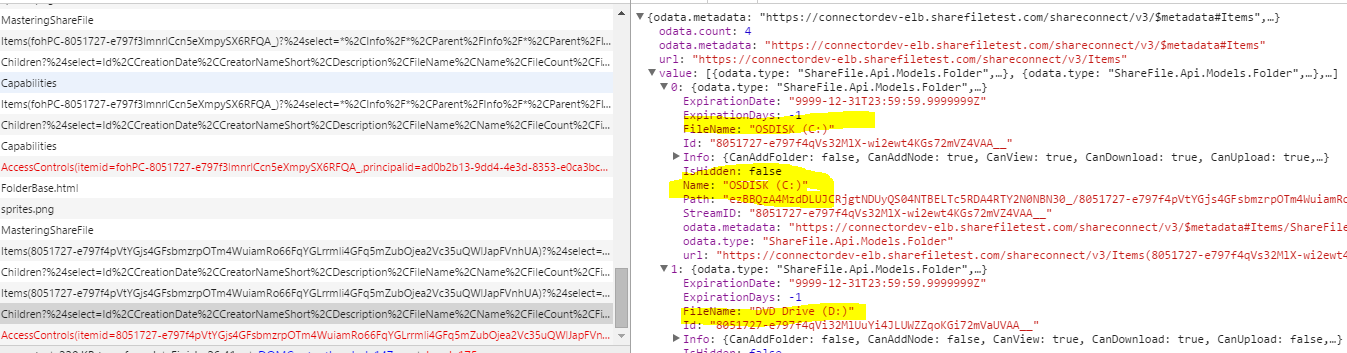 MasteringShareFile
Items(fohPC-8051727-e797f3lmnrlCcn5eXmpySX6RFQA_)?%24select=*%2CInfo%2F*%2CParent%2CParent%2FI...
Children?%24select=Id%2CCreationDate%2CCreatorNameShort%2CDescription%2CFileName%2CName%2CFileCount%2CFi...
Capabilities
Items(fohPC-8051727-e797f3lmnrlCcn5eXmpySX6RFQA_)?%24select=*%2CInfo%2F*%2CParent%2CParent%2FI...
Children?%24select=Id%2CCreationDate%2CCreatorNameShort%2CDescription%2CFileName%2CName%2CFileCount%2CFi...
Capabilities
AccessControls(itemid=fohPC-8051727-e797f3lmnrlCcn5eXmpySX6RFQA_,principalid=ad0b2b13-9dd4-4e3d-8353-e0ca3bc...
FolderBase.html
sprites.png
MasteringShareFile
Items(8051727-e797f4pVtYGjs4GFsbmzrpOTm4WuiamRo66FqYGLrrmli4GFq5mZubOjea2Vc35uQWlJapFVnhUA)?%24select=...
Children?%24select=Id%2CCreationDate%2CCreatorNameShort%2CDescription%2CFileName%2CName%2CFileCount%2CFi...
Items(8051727-e797f4pVtYGjs4GFsbmzrpOTm4WuiamRo66FqYGLrrmli4GFq5mZubOjea2Vc35uQWlJapFVnhUA)?%24select=...
Children?%24select=Id%2CCreationDate%2CCreatorNameShort%2CDescription%2CFileName%2CName%2CFileCount%2CFi...
AccessControls(itemid=8051727-e797f4pVtYGjs4GFsbmzrpOTm4WuiamRo66FqYGLrrmli4GFq5mZubOjea2Vc35uQWlJapFVn...
{odata.metadata: "https://connectordev-elb.sharefiletest.com/shareconnect/v3/$metadata#Items",…}
odata.count: 4
odata.metadata: "https://connectordev-elb.sharefiletest.com/shareconnect/v3/$metadata#Items"
url: "https://connectordev-elb.sharefiletest.com/shareconnect/v3/Items"
value: [{odata.type: "ShareFile.Api.Models.Folder",…}, {odata.type: "ShareFile.Api.Models.Folder",…},…]
0: {odata.type: "ShareFile.Api.Models.Folder",…}
ExpirationDate: "9999-12-31T23:59:59.9999999Z"
ExpirationDays: -1
FileName: "OSDISK (C:)"
Id: "8051727-e797f4qVs32MlX-wi2ewt4KGs72mVZ4VAA__"
Info: {CanAddFolder: false, CanAddNode: true, CanView: true, CanDownload: true, CanUpload: true,…}
IsHidden: false
Name: "OSDISK (C:)"
Path: "ezBBQzA4MzdDLUJCRjgtNDUyQS04NTBELTc5RDA4RTY2N0NBN30_/8051727-e797f4pVtYGjs4GFsbmzrpOTm4WuiamRo
StreamID: "8051727-e797f4qVs32MlX-wi2ewt4KGs72mVZ4VAA__"
odata.metadata: "https://connectordev-elb.sharefiletest.com/shareconnect/v3/$metadata#Items/ShareFile
odata.type: "ShareFile.Api.Models.Folder"
url: "https://connectordev-elb.sharefiletest.com/shareconnect/v3/Items(8051727-e797f4qVs32MlX-wi2ewt4
1: {odata.type: "ShareFile.Api.Models.Folder",…}
ExpirationDate: "9999-12-31T23:59:59.9999999Z"
ExpirationDays: -1
FileName: "DVD Drive (D:)"
Id: "8051727-e797f4qVi32MlUuYi4JLUWZZqoKGi72mVaUVAA__"
Info: {CanAddFolder: false, CanAddNode: false, CanView: true, CanDownload: true, CanUpload: false,…}
IsHidden: false